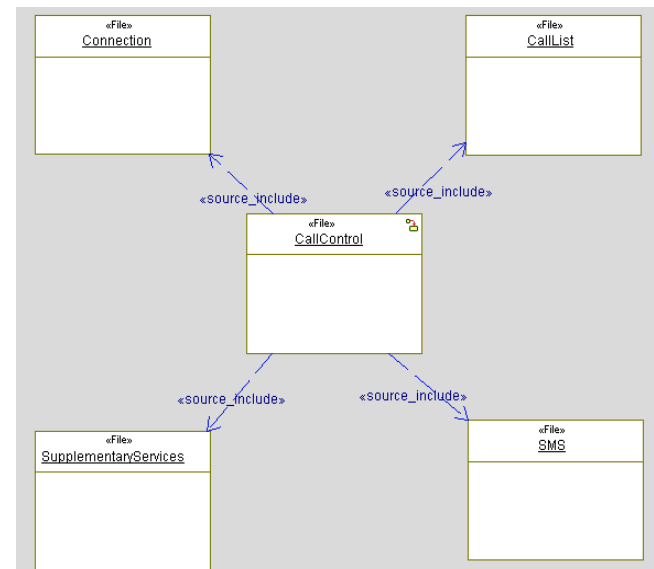 «File»
Connection
«File»
CallList
«source_include»
«source_include»
«File»
CallControl
«source_include»
«source_include»
«File»
SupplementaryServices
«File»
SMS